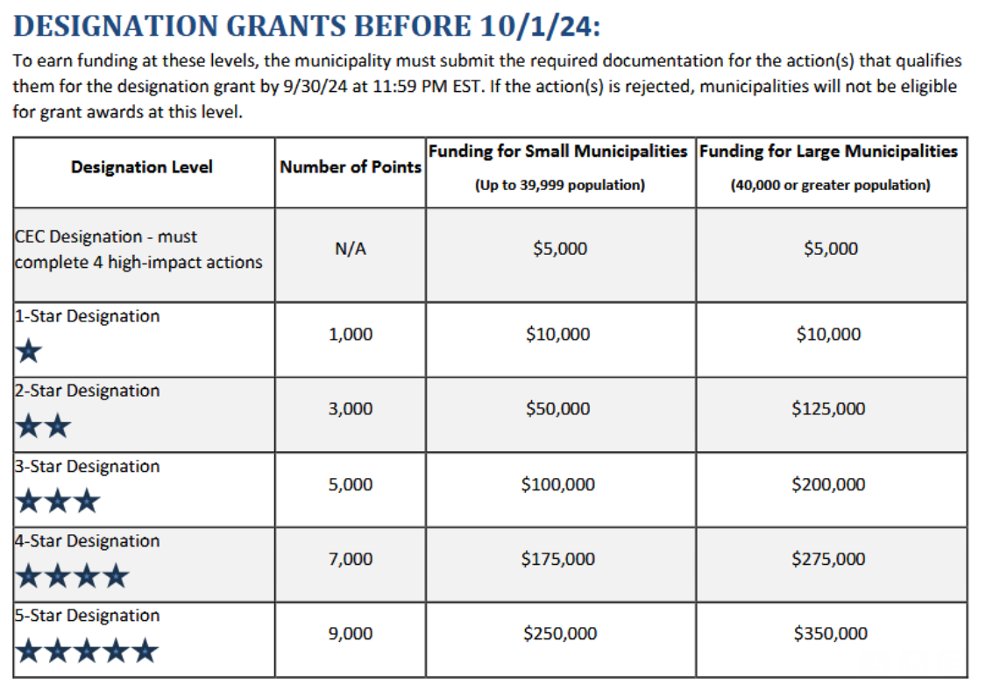 DESIGNATION GRANTS BEFORE 10/1/24:
To earn funding at these levels, the municipality must submit the required documentation for the action(s) that qualifies
them for the designation grant by 9/30/24 at 11:59 PM EST. If the action(s) is rejected, municipalities will not be eligible
for grant awards at this level.
Designation Level
Number of Points
Funding for Small Municipalities
(Up to 39,999 population)
Funding for Large Municipalities
(40,000 or greater population)
CEC Designation - must
complete 4 high-impact actions
N/A
$5,000
$5,000
1-Star Designation
1,000
$10,000
$10,000
2-Star Designation
3,000
$50,000
$125,000
3-Star Designation
5,000
$100,000
$200,000
4-Star Designation
7,000
$175,000
$275,000
5-Star Designation
9,000
$250,000
$350,000